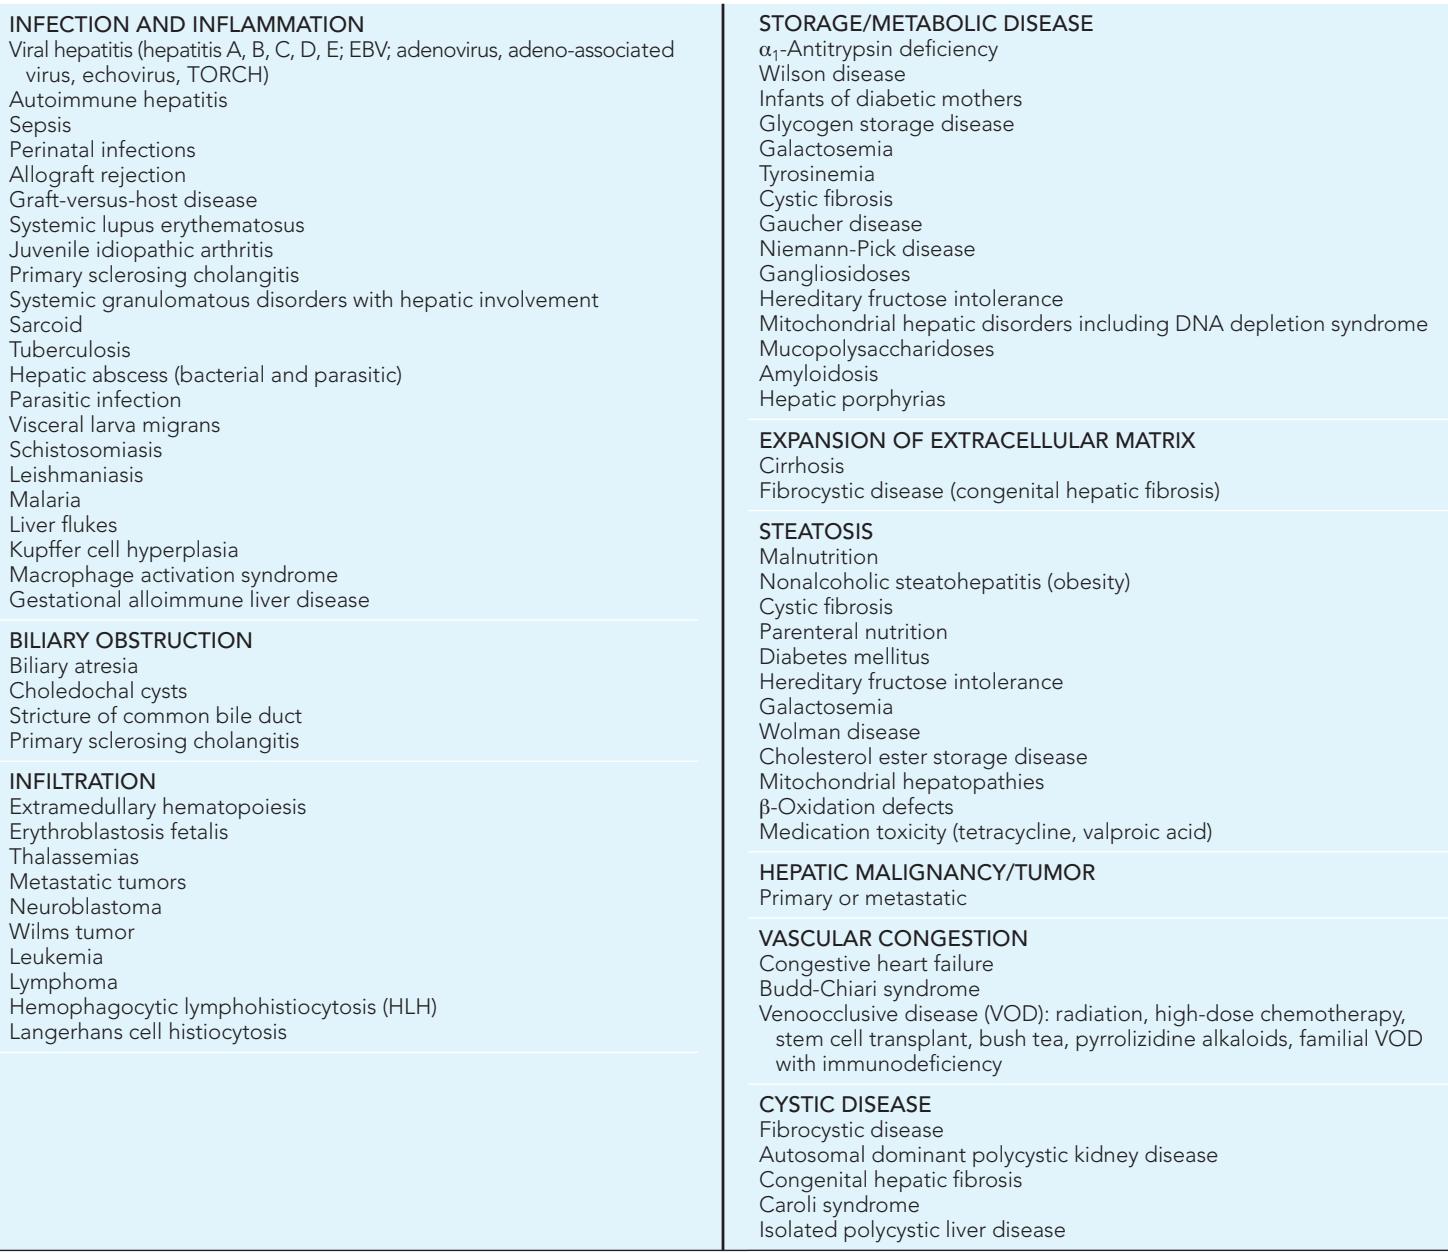 INFECTION AND INFLAMMATION
Viral hepatitis (hepatitis A, B, C, D, E; EBV; adenovirus, adeno-associated
virus, echovirus, TORCH)
Autoimmune hepatitis
Sepsis
Perinatal infections
Allograft rejection
Graft-versus-host disease
Systemic lupus erythematosus
Juvenile idiopathic arthritis
Primary sclerosing cholangitis
Systemic granulomatous disorders with hepatic involvement
Sarcoid
Tuberculosis
Hepatic abscess (bacterial and parasitic)
Parasitic infection
Visceral larva migrans
Schistosomiasis
Leishmaniasis
Malaria
Liver flukes
Kupffer cell hyperplasia
Macrophage activation syndrome
Gestational alloimmune liver disease
BILIARY OBSTRUCTION
Biliary atresia
Choledochal cysts
Stricture of common bile duct
Primary sclerosing cholangitis
INFILTRATION
Extramedullary hematopoiesis
Erythroblastosis fetalis
Thalassemias
Metastatic tumors
Neuroblastoma
Wilms tumor
Leukemia
Lymphoma
Hemophagocytic lymphohistiocytosis (HLH)
Langerhans cell histiocytosis
STORAGE/METABOLIC DISEASE
α₁-Antitrypsin deficiency
Wilson disease
Infants of diabetic mothers
Glycogen storage disease
Galactosemia
Tyrosinemia
Cystic fibrosis
Gaucher disease
Niemann-Pick disease
Gangliosidoses
Hereditary fructose intolerance
Mitochondrial hepatic disorders including DNA depletion syndrome
Mucopolysaccharidoses
Amyloidosis
Hepatic porphyrias
EXPANSION OF EXTRACELLULAR MATRIX
Cirrhosis
Fibrocystic disease (congenital hepatic fibrosis)
STEATOSIS
Malnutrition
Nonalcoholic steatohepatitis (obesity)
Cystic fibrosis
Parenteral nutrition
Diabetes mellitus
Hereditary fructose intolerance
Galactosemia
Wolman disease
Cholesterol ester storage disease
Mitochondrial hepatopathies
β-Oxidation defects
Medication toxicity (tetracycline, valproic acid)
HEPATIC MALIGNANCY/TUMOR
Primary or metastatic
VASCULAR CONGESTION
Congestive heart failure
Budd-Chiari syndrome
Venoocclusive disease (VOD): radiation, high-dose chemotherapy,
stem cell transplant, bush tea, pyrrolizidine alkaloids, familial VOD
with immunodeficiency
CYSTIC DISEASE
Fibrocystic disease
Autosomal dominant polycystic kidney disease
Congenital hepatic fibrosis
Caroli syndrome
Isolated polycystic liver disease